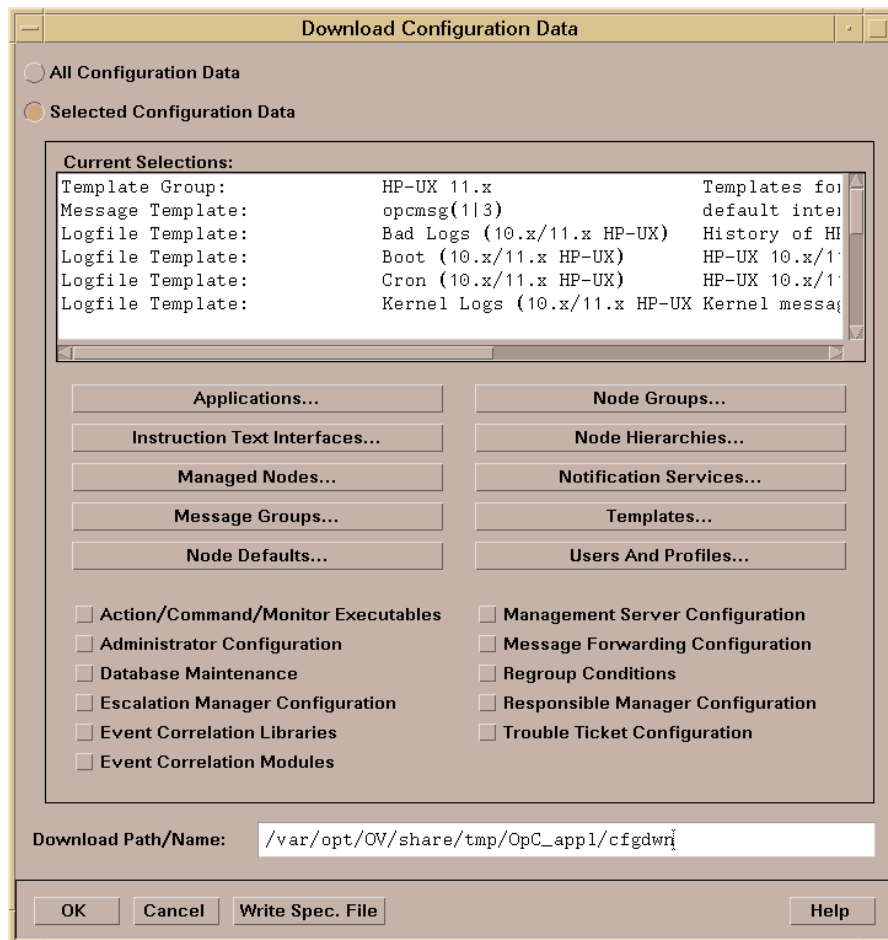 Download Configuration Data
All Configuration Data
Selected Configuration Data
Current Selections:
Template Group: HP-UX 11.x Templates for
Message Template: opcmsg(1|3) default inter
Logfile Template: Bad Logs (10.x/11.x HP-UX) History of HP
Logfile Template: Boot (10.x/11.x HP-UX) HP-UX 10.x/1
Logfile Template: Cron (10.x/11.x HP-UX) HP-UX 10.x/1
Logfile Template: Kernel Logs (10.x/11.x HP-UX Kernel messag
Applications... Node Groups...
Instruction Text Interfaces... Node Hierarchies...
Managed Nodes... Notification Services...
Message Groups... Templates...
Node Defaults... Users And Profiles...
Action/Command/Monitor Executables Management Server Configuration
Administrator Configuration Message Forwarding Configuration
Database Maintenance Regroup Conditions
Escalation Manager Configuration Responsible Manager Configuration
Event Correlation Libraries Trouble Ticket Configuration
Event Correlation Modules
Download Path/Name: /var/opt/OV/share/tmp/OpC_appl/cfgdwn
OK Cancel Write Spec. File Help